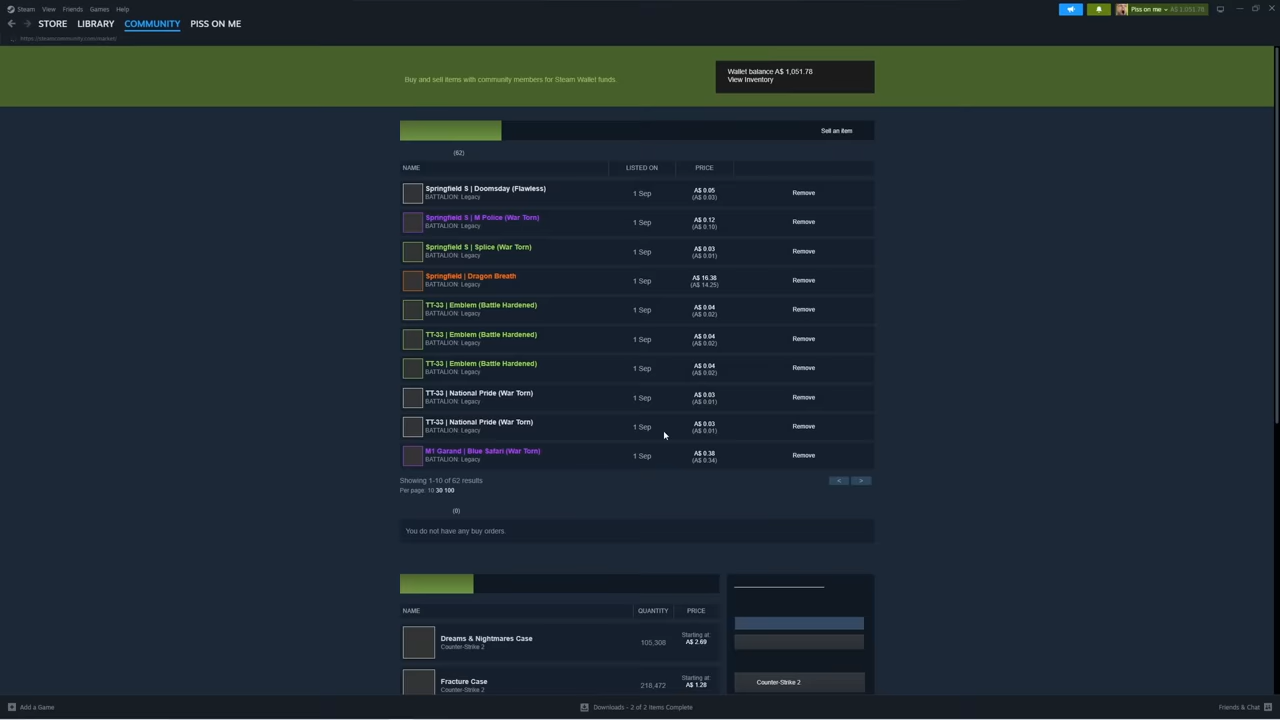 Steam View Friends Games Help
Piss on me A$ 1,051.78
STORE LIBRARY COMMUNITY PISS ON ME
https://steamcommunity.com/market/
Buy and sell items with community members for Steam Wallet funds.
Wallet balance A$ 1,051.78
View Inventory
Sell an item
(62)
NAME LISTED ON PRICE
Springfield S | Doomsday (Flawless)
BATTALION: Legacy
1 Sep
A$ 0.05
(A$ 0.03)
Remove
Springfield S | M Police (War Torn)
BATTALION: Legacy
1 Sep
A$ 0.12
(A$ 0.10)
Remove
Springfield S | Splice (War Torn)
BATTALION: Legacy
1 Sep
A$ 0.03
(A$ 0.01)
Remove
Springfield | Dragon Breath
BATTALION: Legacy
1 Sep
A$ 16.38
(A$ 14.25)
Remove
TT-33 | Emblem (Battle Hardened)
BATTALION: Legacy
1 Sep
A$ 0.04
(A$ 0.02)
Remove
TT-33 | Emblem (Battle Hardened)
BATTALION: Legacy
1 Sep
A$ 0.04
(A$ 0.02)
Remove
TT-33 | Emblem (Battle Hardened)
BATTALION: Legacy
1 Sep
A$ 0.04
(A$ 0.02)
Remove
TT-33 | National Pride (War Torn)
BATTALION: Legacy
1 Sep
A$ 0.03
(A$ 0.01)
Remove
TT-33 | National Pride (War Torn)
BATTALION: Legacy
1 Sep
A$ 0.03
(A$ 0.01)
Remove
M1 Garand | Blue Safari (War Torn)
BATTALION: Legacy
1 Sep
A$ 0.38
(A$ 0.34)
Remove
Showing 1-10 of 62 results
< >
Per page: 10 30 100
(0)
You do not have any buy orders.
NAME QUANTITY PRICE
Dreams & Nightmares Case
Counter-Strike 2
105,308
Starting at:
A$ 2.69
Fracture Case
Counter-Strike 2
218,472
Starting at:
A$ 1.28
Counter-Strike 2
Add a Game
Downloads - 2 of 2 Items Complete
Friends & Chat